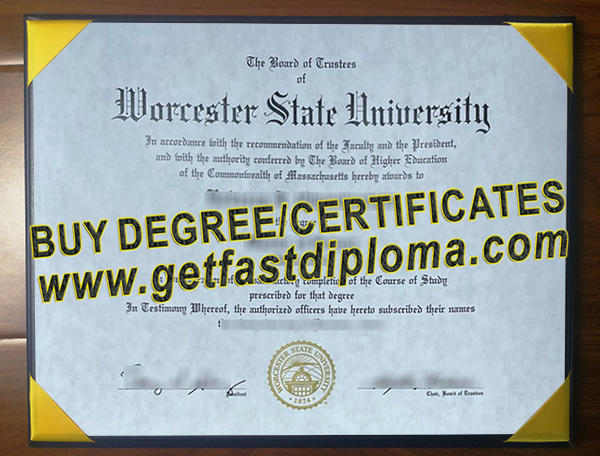 The Board of Trustees
of
Worcester State University
In accordance with the recommendation of the Faculty and the President,
and with the authority conferred by The Board of Higher Education
of the Commonwealth of Massachusetts hereby awards to
BUY DEGREE/CERTIFICATES
www.getfastdiploma.com
completion of the Course of Study
prescribed for that degree
In Testimony Whereof, the authorized officers have hereto subscribed their names
WORCESTER STATE UNIVERSITY
1874
President
Chair, Board of Trustees